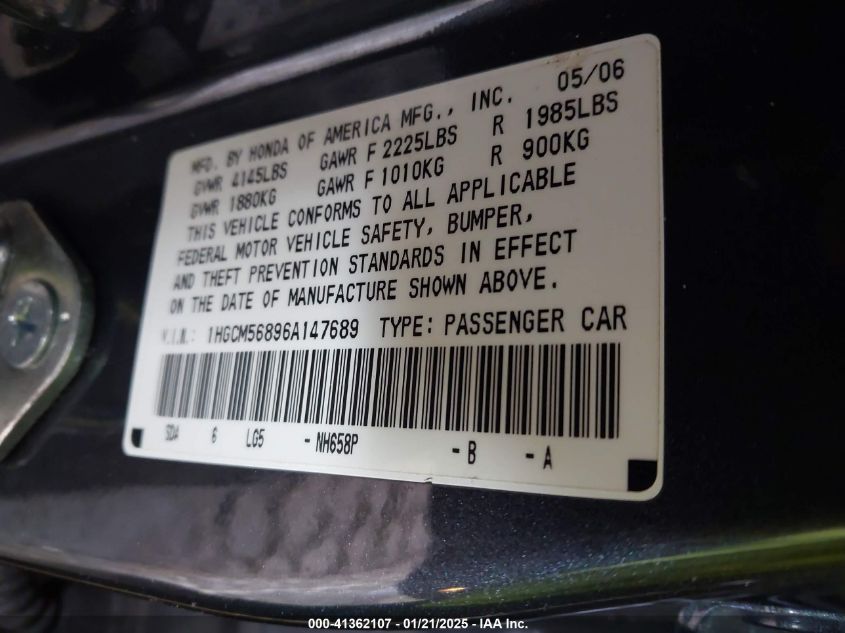 MFD. BY HONDA OF AMERICA MFG., INC. 05/06
GVWR 4145LBS GAWR F 2225LBS R 1985LBS
GVWR 1880KG GAWR F 1010KG R 900KG
THIS VEHICLE CONFORMS TO ALL APPLICABLE
FEDERAL MOTOR VEHICLE SAFETY, BUMPER,
AND THEFT PREVENTION STANDARDS IN EFFECT
ON THE DATE OF MANUFACTURE SHOWN ABOVE.
V.I.N.: 1HGCM56896A147689 TYPE: PASSENGER CAR
SDA 6 LG5 -NH658P -B -A
000-41362107 - 01/21/2025 - IAA Inc.